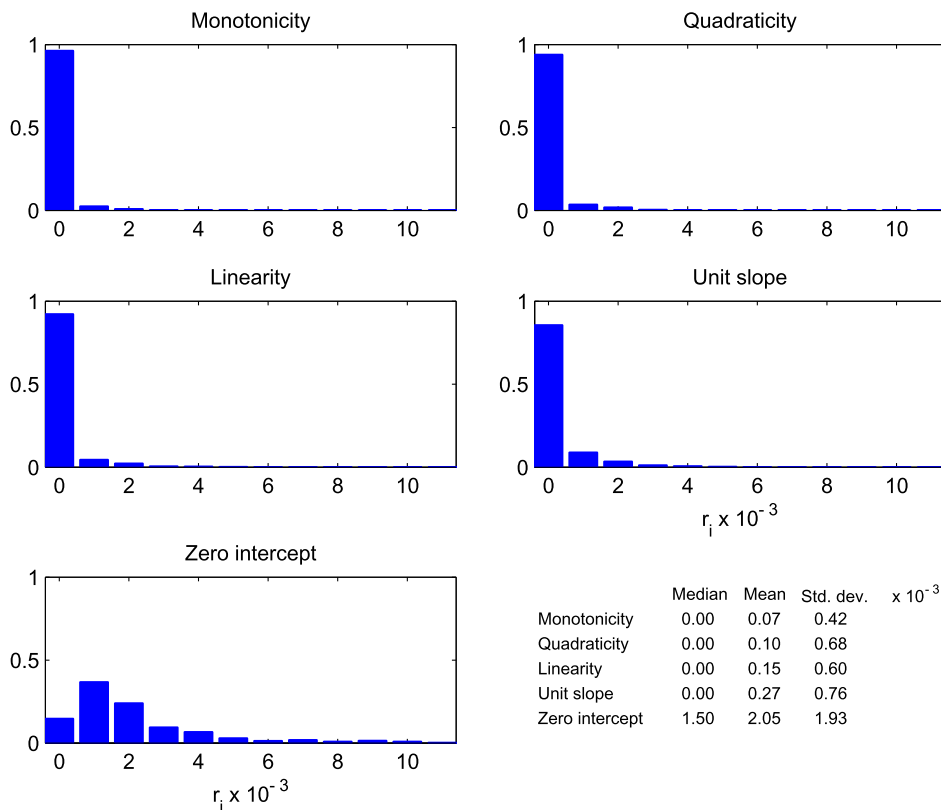 Monotonicity
1
0.5
0
0 2 4 6 8 10
Quadraticity
1
0.5
0
0 2 4 6 8 10
Linearity
1
0.5
0
0 2 4 6 8 10
Unit slope
1
0.5
0
0 2 4 6 8 10
r_i x 10^-3
Zero intercept
1
0.5
0
0 2 4 6 8 10
r_i x 10^-3
Median Mean Std. dev. x 10^-3
Monotonicity 0.00 0.07 0.42
Quadraticity 0.00 0.10 0.68
Linearity 0.00 0.15 0.60
Unit slope 0.00 0.27 0.76
Zero intercept 1.50 2.05 1.93